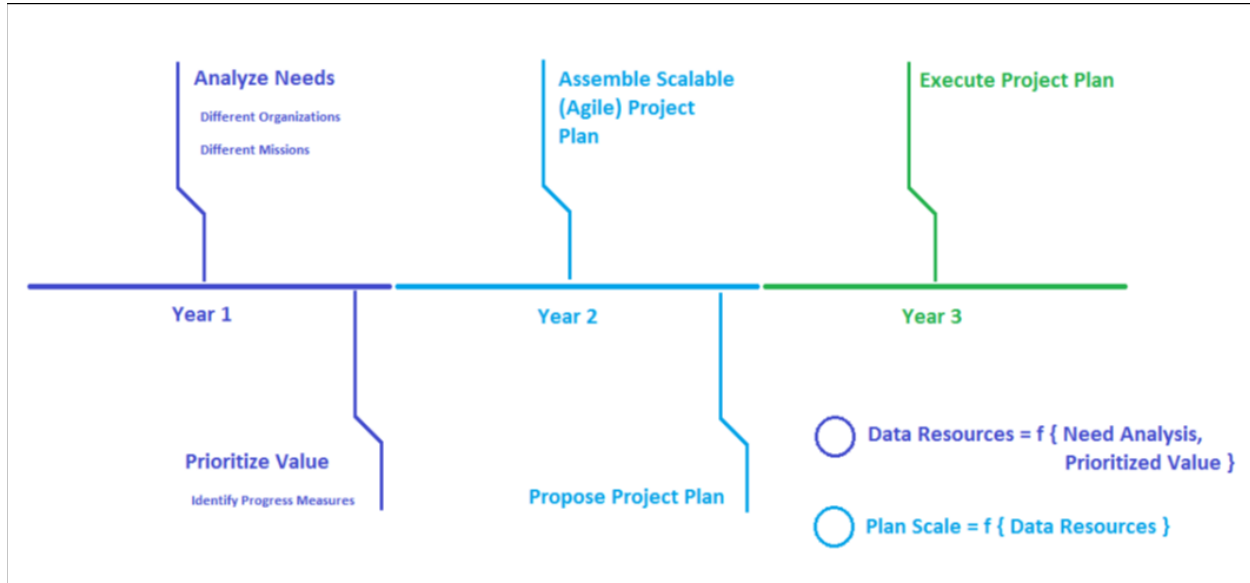 Analyze Needs
Different Organizations
Different Missions
Assemble Scalable
(Agile) Project
Plan
Execute Project Plan
Year 1
Year 2
Year 3
Prioritize Value
Identify Progress Measures
Propose Project Plan
Data Resources = f { Need Analysis,
Prioritized Value }
Plan Scale = f { Data Resources }